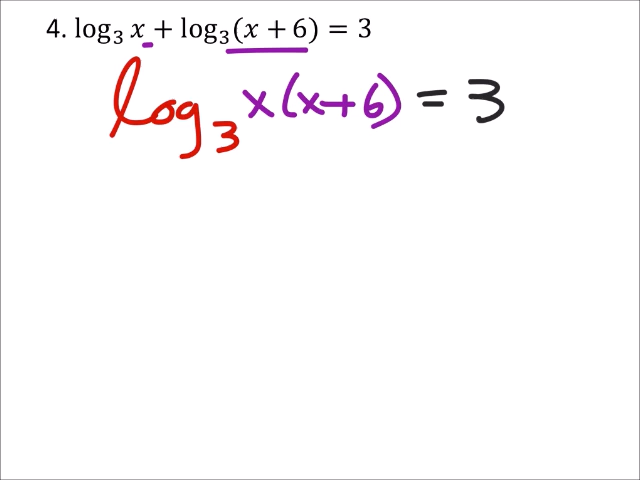 4. log₃ x + log₃(x + 6) = 3
log₃ x(x+6) = 3